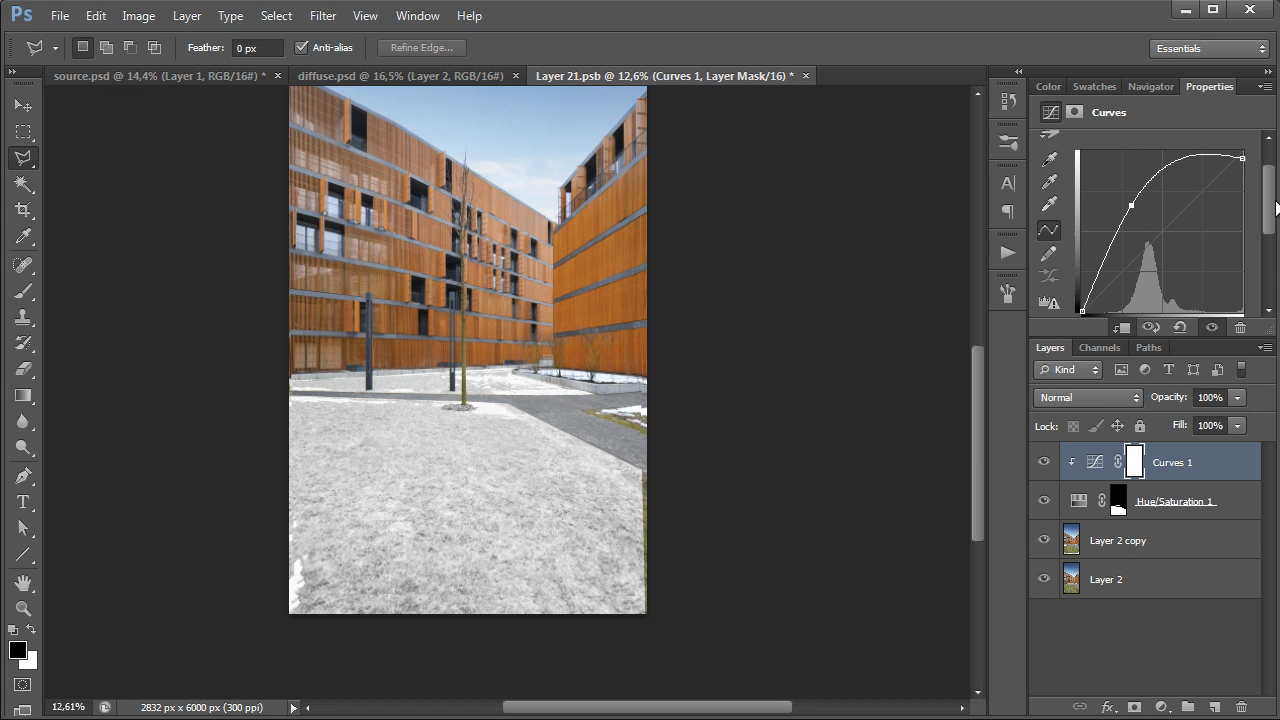 Ps File Edit Image Layer Type Select Filter View Window Help
Feather: 0 px Anti-alias Refine Edge... Essentials
source.psd @ 14,4% (Layer 1, RGB/16#) * × diffuse.psd @ 16,5% (Layer 2, RGB/16#) × Layer 21.psb @ 12,6% (Curves 1, Layer Mask/16) * ×
Color Swatches Navigator Properties
Curves
Layers Channels Paths
Kind
Normal Opacity: 100%
Lock: Fill: 100%
Curves 1
Hue/Saturation 1
Layer 2 copy
Layer 2
12,61% 2832 px x 6000 px (300 ppi)